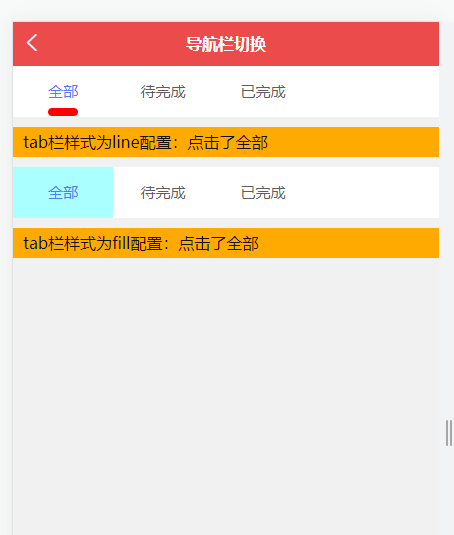 导航栏切换
全部 待完成 已完成
tab栏样式为line配置：点击了全部
全部 待完成 已完成
tab栏样式为fill配置：点击了全部